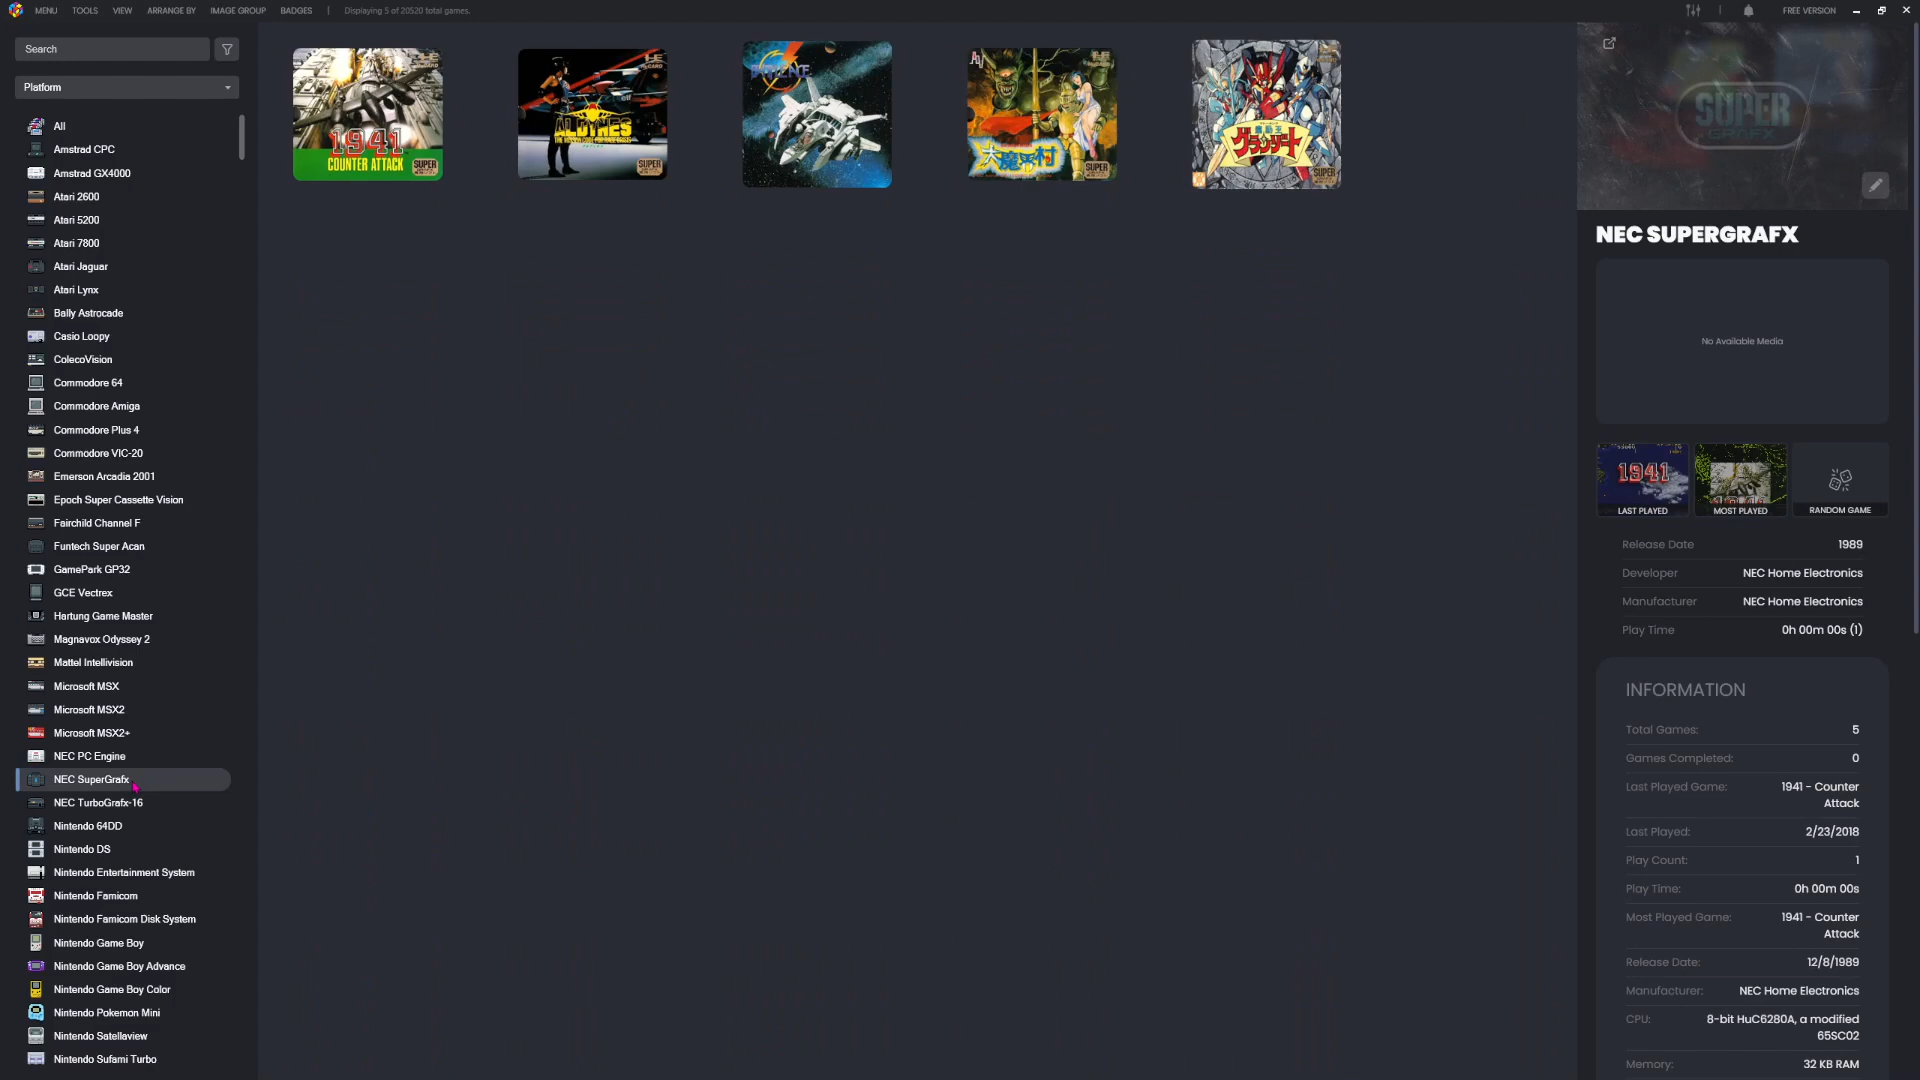 MENU TOOLS VIEW ARRANGE BY IMAGE GROUP BADGES | Displaying 5 of 20520 total games. FREE VERSION
Search
Platform
All
Amstrad CPC
Amstrad GX4000
Atari 2600
Atari 5200
Atari 7800
Atari Jaguar
Atari Lynx
Bally Astrocade
Casio Loopy
ColecoVision
Commodore 64
Commodore Amiga
Commodore Plus 4
Commodore VIC-20
Emerson Arcadia 2001
Epoch Super Cassette Vision
Fairchild Channel F
Funtech Super Acan
GamePark GP32
GCE Vectrex
Hartung Game Master
Magnavox Odyssey 2
Mattel Intellivision
Microsoft MSX
Microsoft MSX2
Microsoft MSX2+
NEC PC Engine
NEC SuperGrafx
NEC TurboGrafx-16
Nintendo 64DD
Nintendo DS
Nintendo Entertainment System
Nintendo Famicom
Nintendo Famicom Disk System
Nintendo Game Boy
Nintendo Game Boy Advance
Nintendo Game Boy Color
Nintendo Pokemon Mini
Nintendo Satellaview
Nintendo Sufami Turbo
1941
COUNTER ATTACK
SUPER
ALDYNES
SUPER
大魔界村
SUPER
グランゾート
SUPER
SUPER
GRAFX
NEC SUPERGRAFX
No Available Media
1941
LAST PLAYED
MOST PLAYED
RANDOM GAME
Release Date 1989
Developer NEC Home Electronics
Manufacturer NEC Home Electronics
Play Time 0h 00m 00s (1)
INFORMATION
Total Games: 5
Games Completed: 0
Last Played Game: 1941 - Counter
Attack
Last Played: 2/23/2018
Play Count: 1
Play Time: 0h 00m 00s
Most Played Game: 1941 - Counter
Attack
Release Date: 12/8/1989
Manufacturer: NEC Home Electronics
CPU: 8-bit HuC6280A, a modified
65SC02
Memory: 32 KB RAM